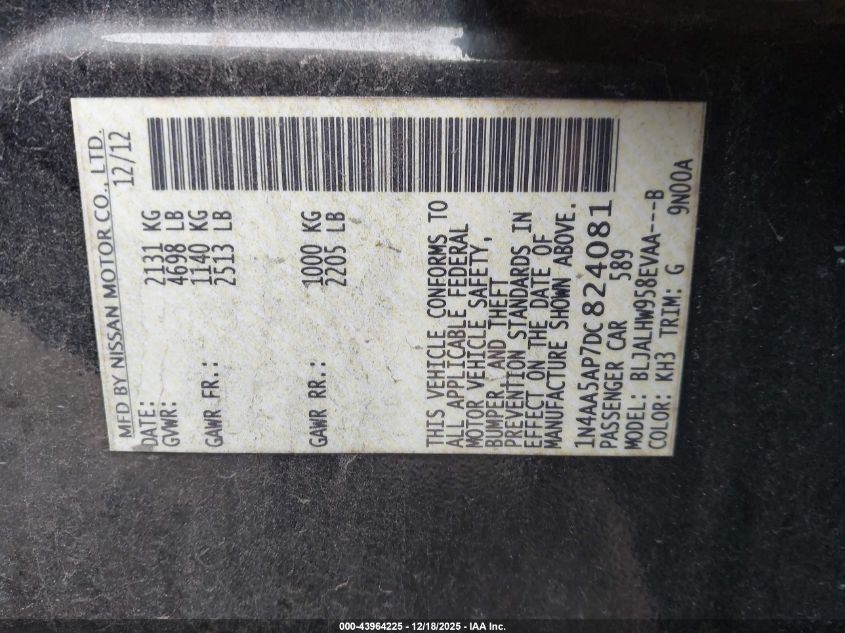 MFD BY NISSAN MOTOR CO., LTD.
DATE: 12/12
GVWR: 2131 KG
4698 LB
GAWR FR.: 1140 KG
2513 LB
GAWR RR.: 1000 KG
2205 LB
THIS VEHICLE CONFORMS TO
ALL APPLICABLE FEDERAL
MOTOR VEHICLE SAFETY,
BUMPER, AND THEFT
PREVENTION STANDARDS IN
EFFECT ON THE DATE OF
MANUFACTURE SHOWN ABOVE.
1N4AA5AP7DC824081
PASSENGER CAR 589
MODEL: BLJALHW958EVAA---B
COLOR: KH3 TRIM: G 9N00A
000-43964225 - 12/18/2025 - IAA Inc.